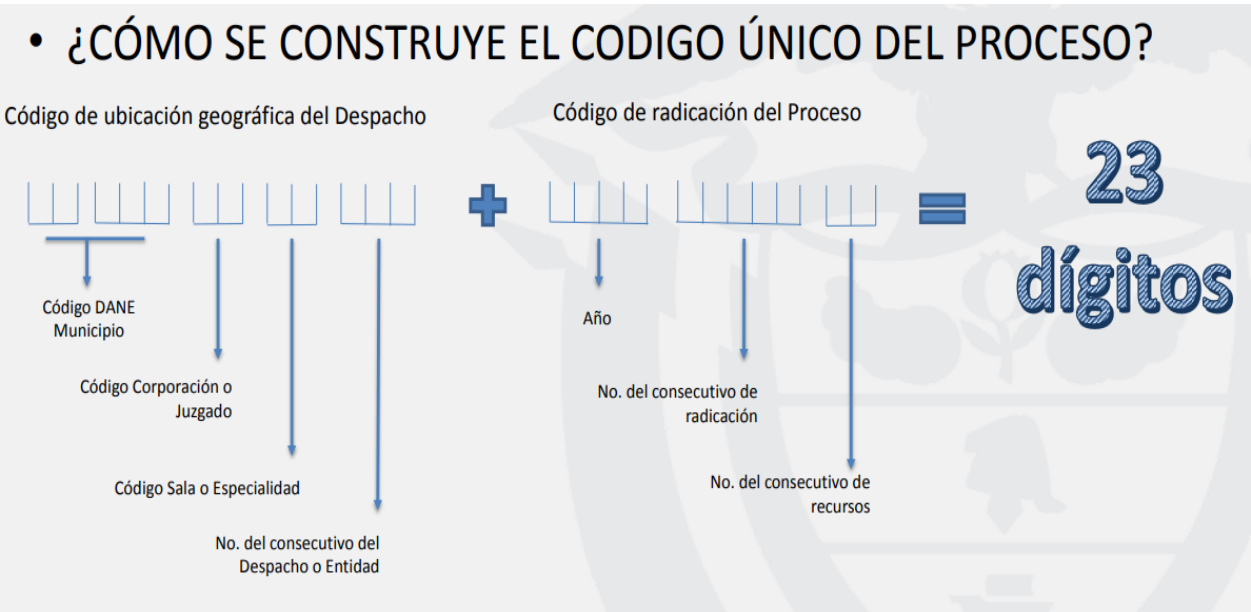 • ¿CÓMO SE CONSTRUYE EL CODIGO ÚNICO DEL PROCESO?
Código de ubicación geográfica del Despacho
Código de radicación del Proceso
23
dígitos
Código DANE
Municipio
Código Corporación o
Juzgado
Código Sala o Especialidad
No. del consecutivo del
Despacho o Entidad
Año
No. del consecutivo de
radicación
No. del consecutivo de
recursos